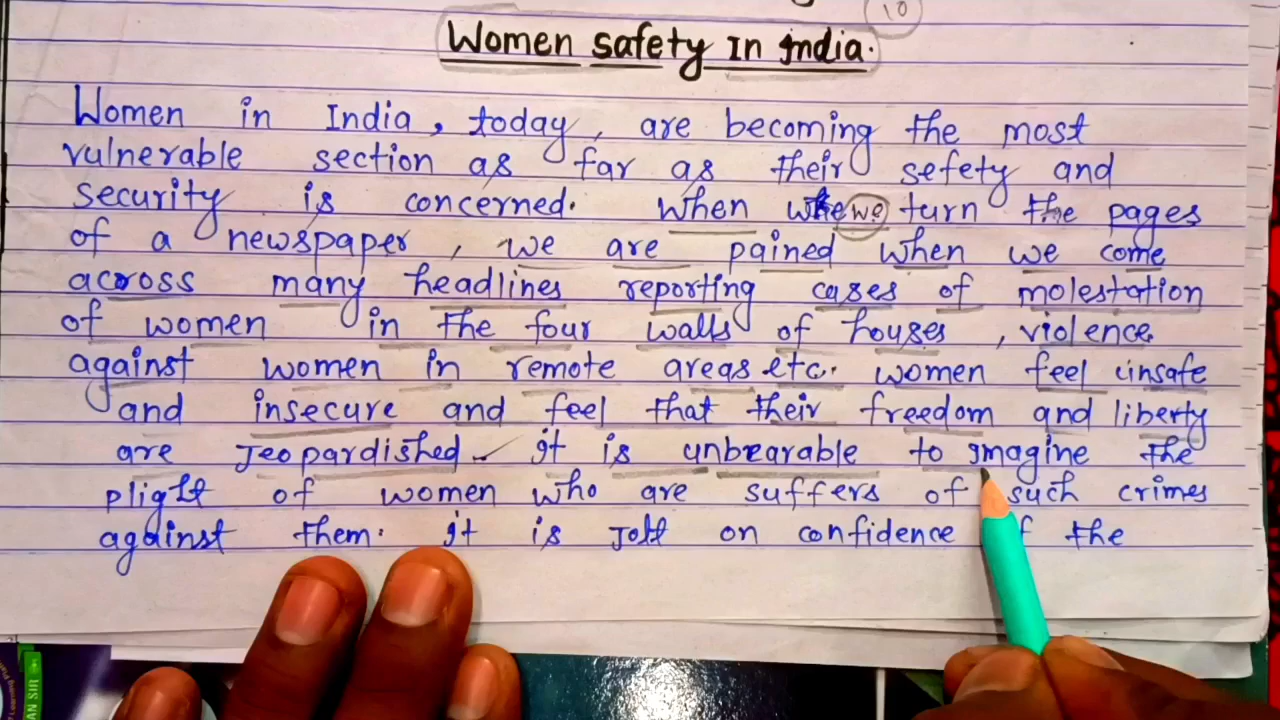 10
Women safety In India.
Women in India, today, are becoming the most
vulnerable section as far as their sefety and
security is concerned. When we turn the pages
of a newspaper, we are pained when we come
across many headlines reporting cases of molestation
of women in the four walls of houses, violence
against women in remote areas etc. women feel unsafe
and insecure and feel that their freedom and liberty
are Jeopardished it is unbearable to imagine the
plight of women who are suffers of such crimes
against them. it is Jolt on confidence the
AN SIR